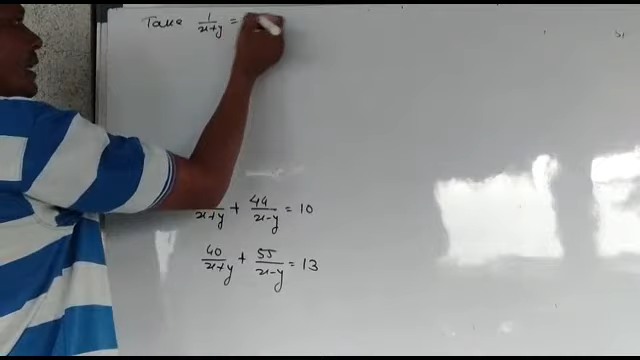 Take 1/(x+y) =
/(x+y) + 44/(x-y) = 10
40/(x+y) + 55/(x-y) = 13